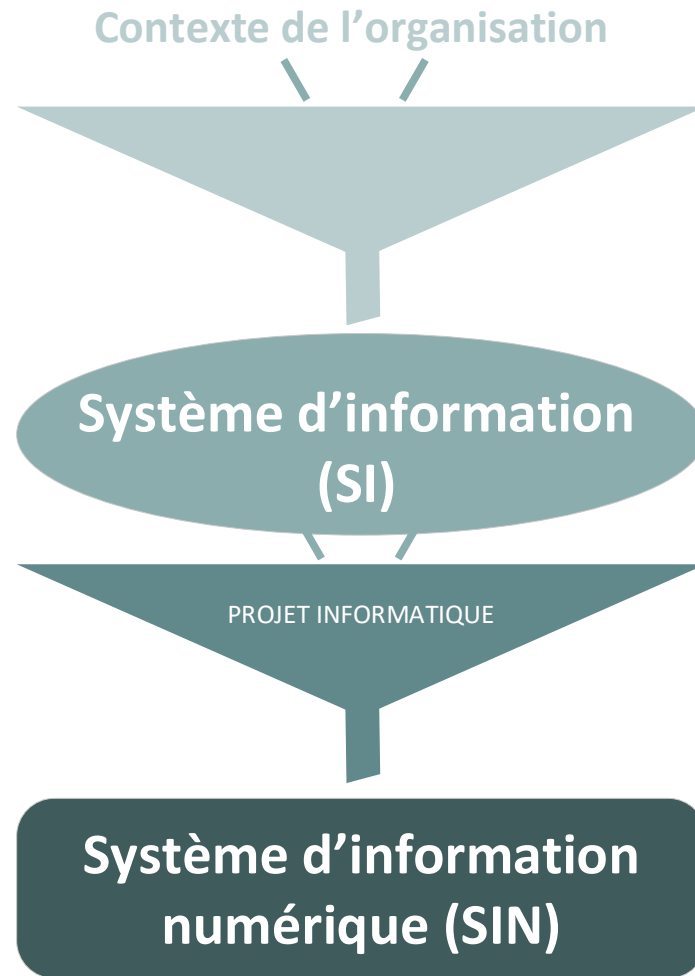 Contexte de l’organisation
Système d’information
(SI)
PROJET INFORMATIQUE
Système d’information
numérique (SIN)